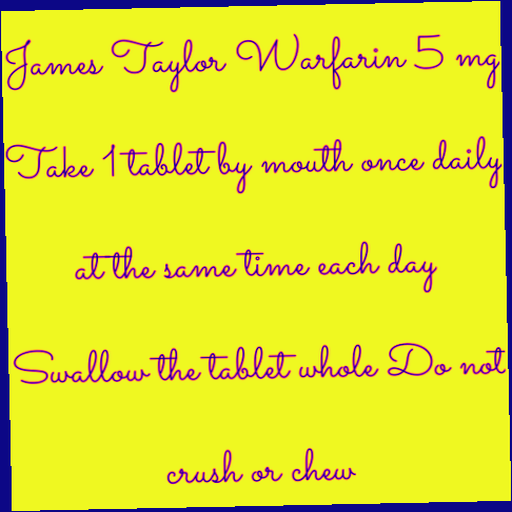 James Taylor Warfarin 5 mg
Take 1 tablet by mouth once daily
at the same time each day
Swallow the tablet whole Do not
crush or chew